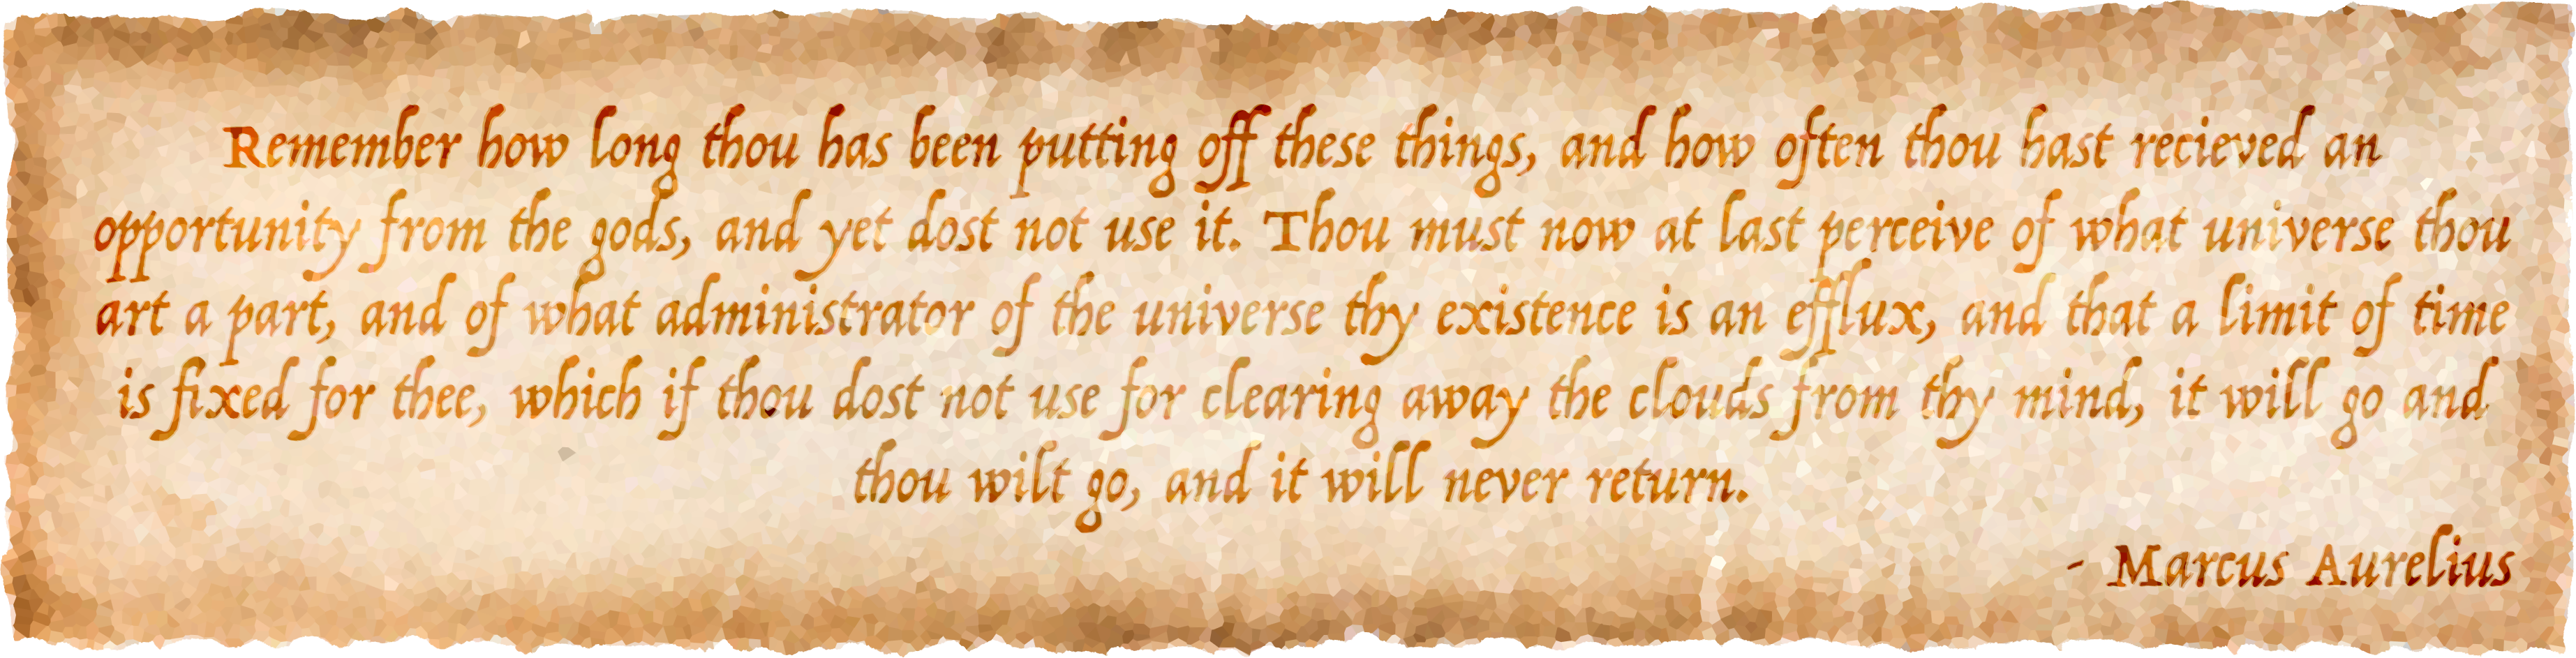 Remember how long thou has been putting off these things, and how often thou hast recieved an
opportunity from the gods, and yet dost not use it. Thou must now at last perceive of what universe thou
art a part, and of what administrator of the universe thy existence is an efflux, and that a limit of time
is fixed for thee, which if thou dost not use for clearing away the clouds from thy mind, it will go and
thou wilt go, and it will never return.
- Marcus Aurelius